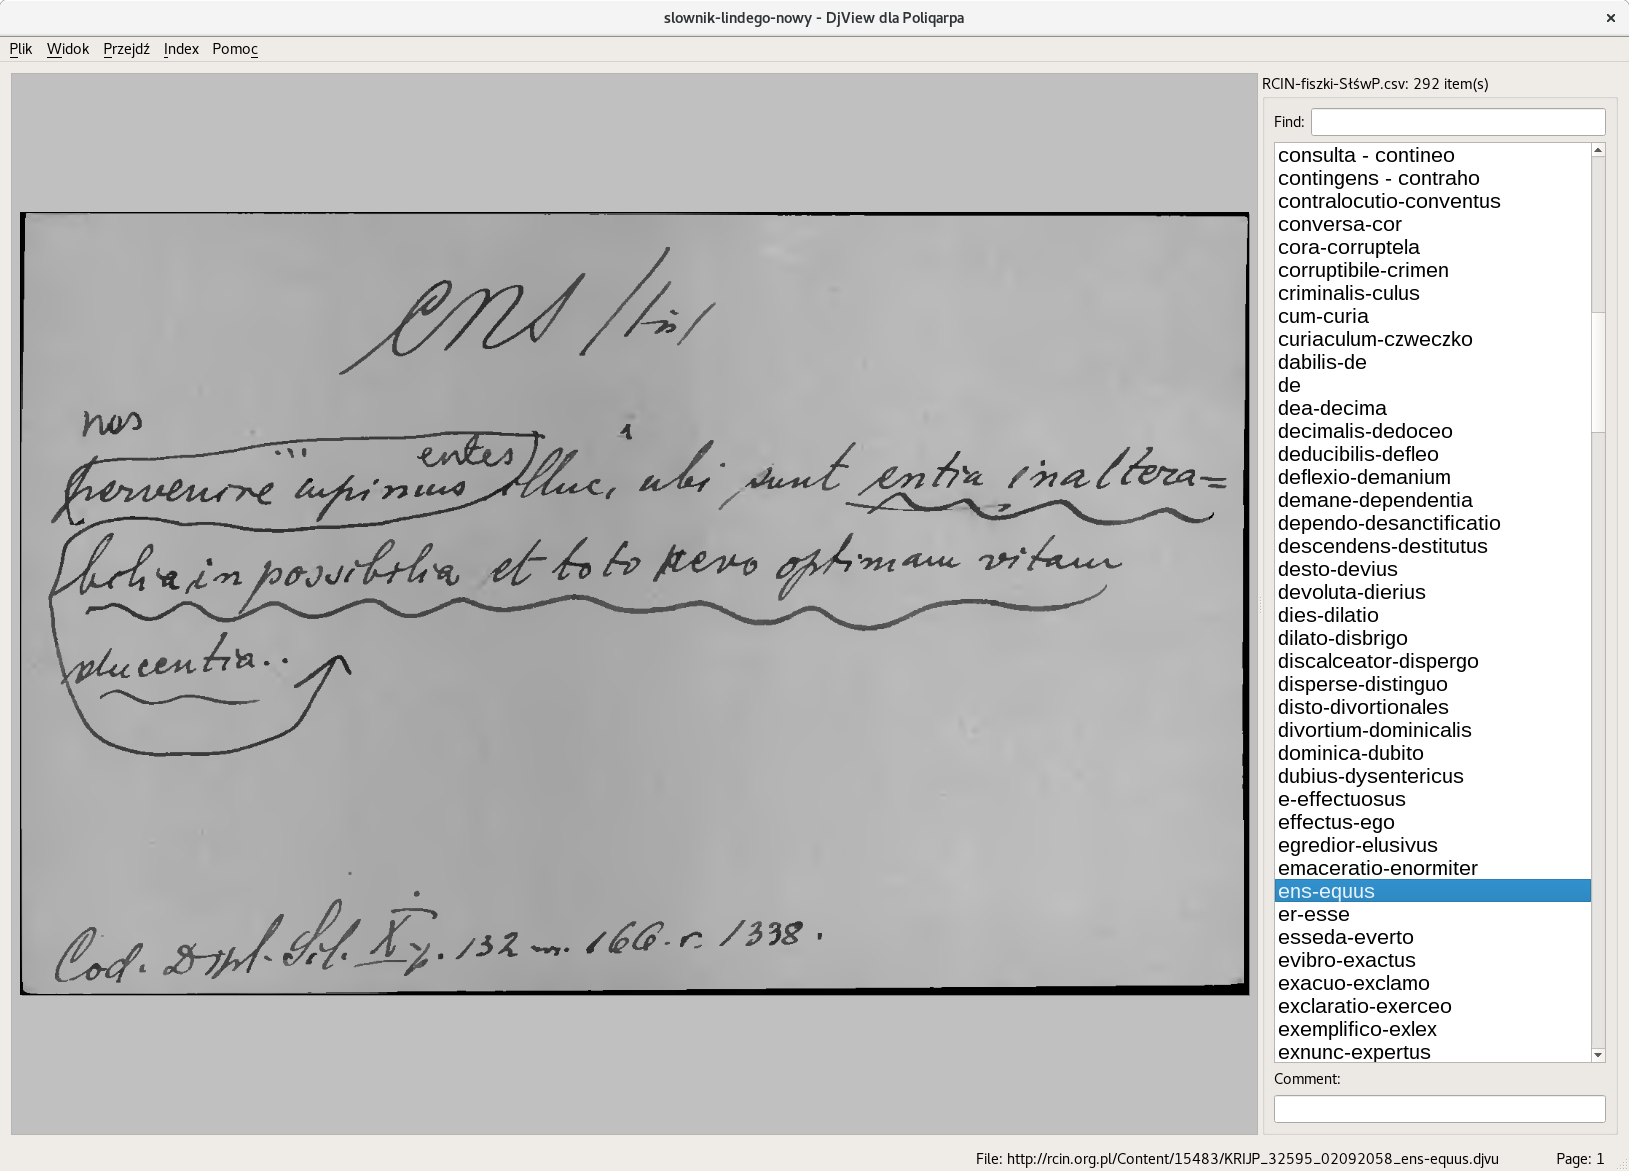 slownik-lindego-nowy - DjView dla Poliqarpa
Plik Widok Przejdź Index Pomoc
ens /tis/
nos
entes 1
pervenire cupimus illuc, ubi sunt entia inaltera=
bilia, in possibilia et toto aevo optimam vitam
ducentia..
Cod. Dypl. Sil. X p. 132 m. 166. r. 1338.
RCIN-fiszki-SłśwP.csv: 292 item(s)
Find:
consulta - contineo
contingens - contraho
contralocutio-conventus
conversa-cor
cora-corruptela
corruptibile-crimen
criminalis-culus
cum-curia
curiaculum-czweczko
dabilis-de
de
dea-decima
decimalis-dedoceo
deducibilis-defleo
deflexio-demanium
demane-dependentia
dependo-desanctificatio
descendens-destitutus
desto-devius
devoluta-dierius
dies-dilatio
dilato-disbrigo
discalceator-dispergo
disperse-distinguo
disto-divortionales
divortium-dominicalis
dominica-dubito
dubius-dysentericus
e-effectuosus
effectus-ego
egredior-elusivus
emaceratio-enormiter
ens-equus
er-esse
esseda-everto
evibro-exactus
exacuo-exclamo
exclaratio-exerceo
exemplifico-exlex
exnunc-expertus
Comment:
File: http://rcin.org.pl/Content/15483/KRIJP_32595_02092058_ens-equus.djvu Page: 1